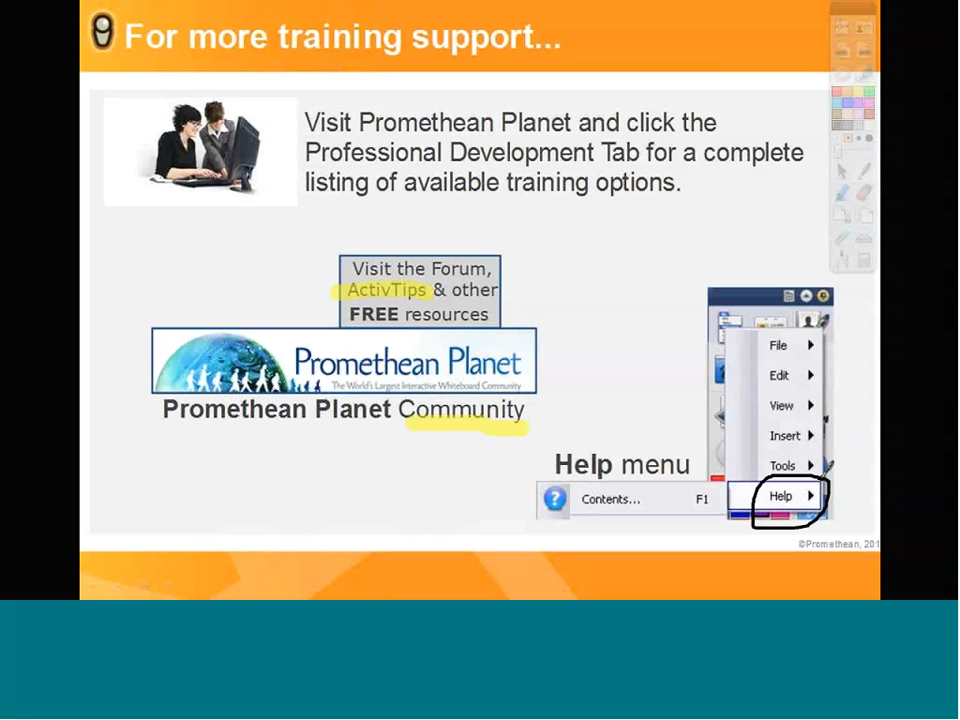 For more training support...
Visit Promethean Planet and click the
Professional Development Tab for a complete
listing of available training options.
Visit the Forum,
ActivTips & other
FREE resources
Promethean Planet
The World's Largest Interactive Whiteboard Community
Promethean Planet Community
File
Edit
View
Insert
Tools
Help menu
Contents... F1
Help
©Promethean, 201